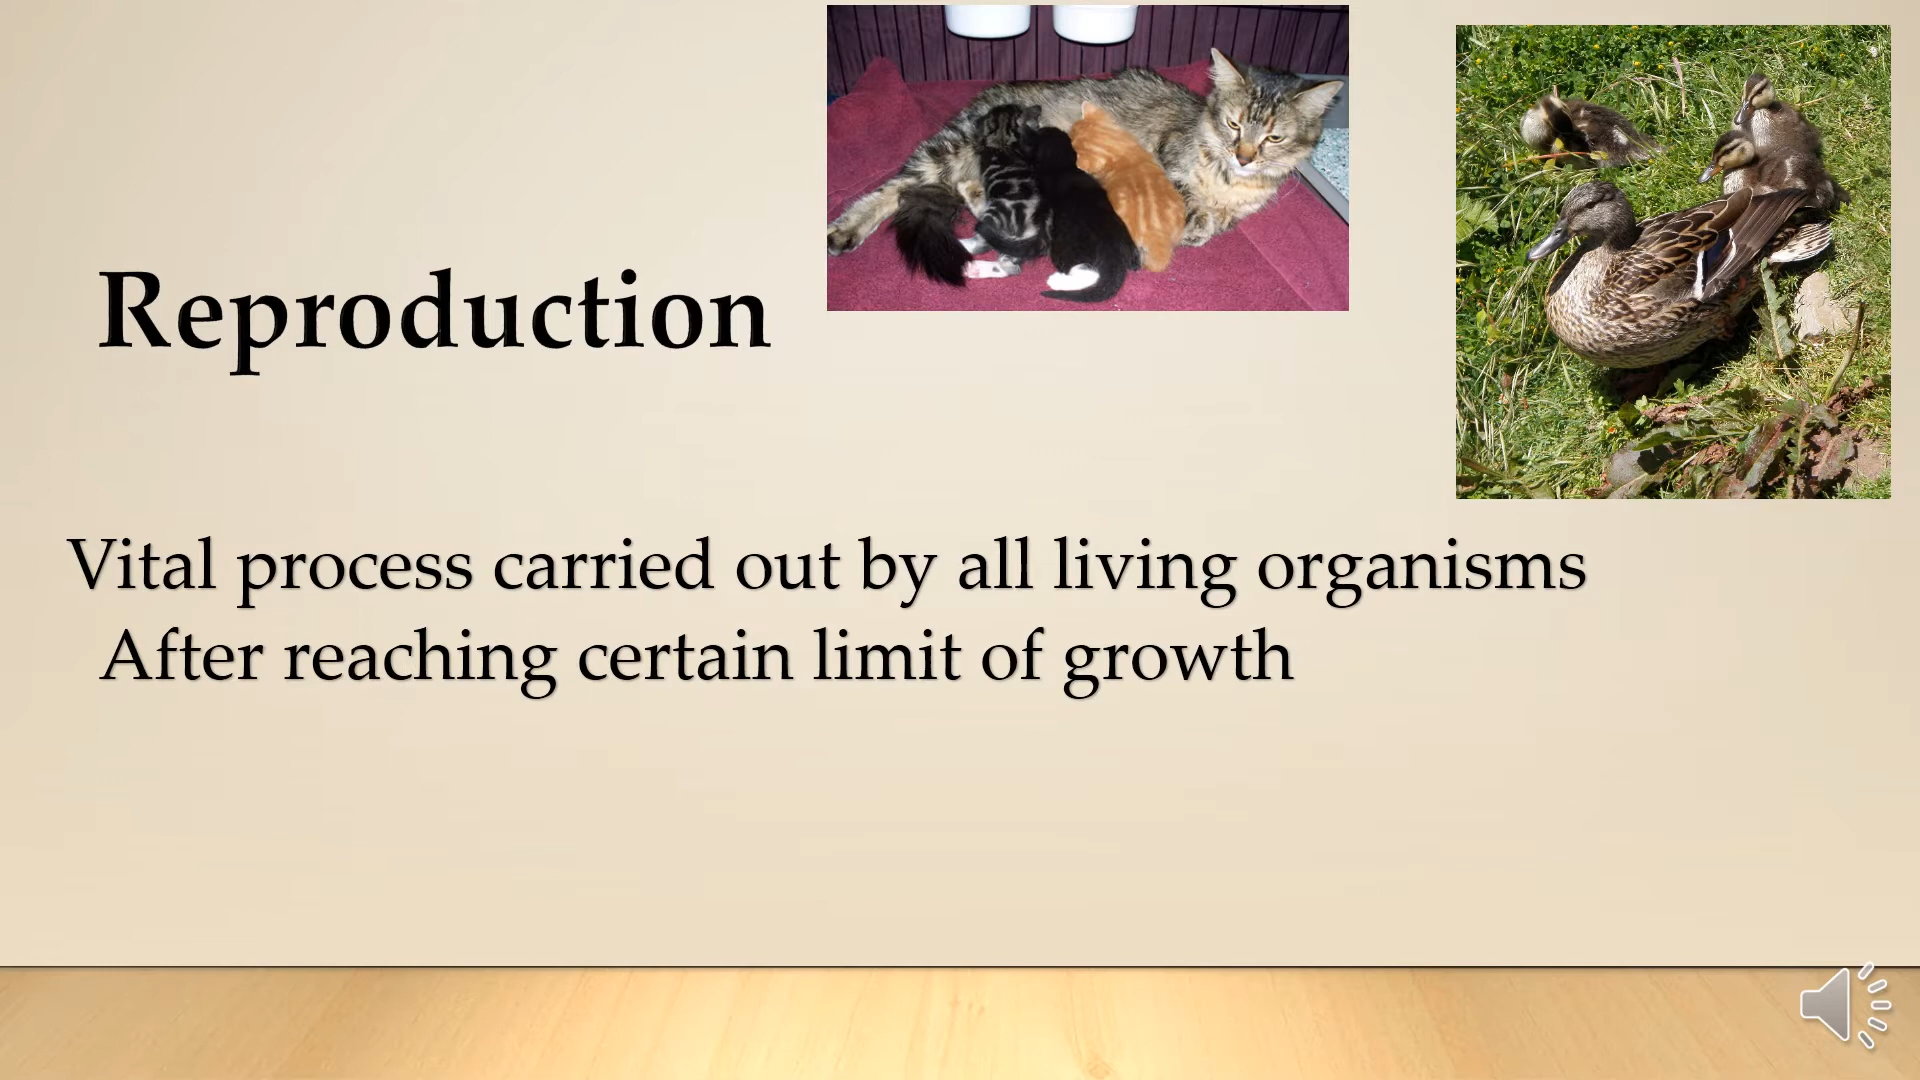 Reproduction
Vital process carried out by all living organisms
After reaching certain limit of growth